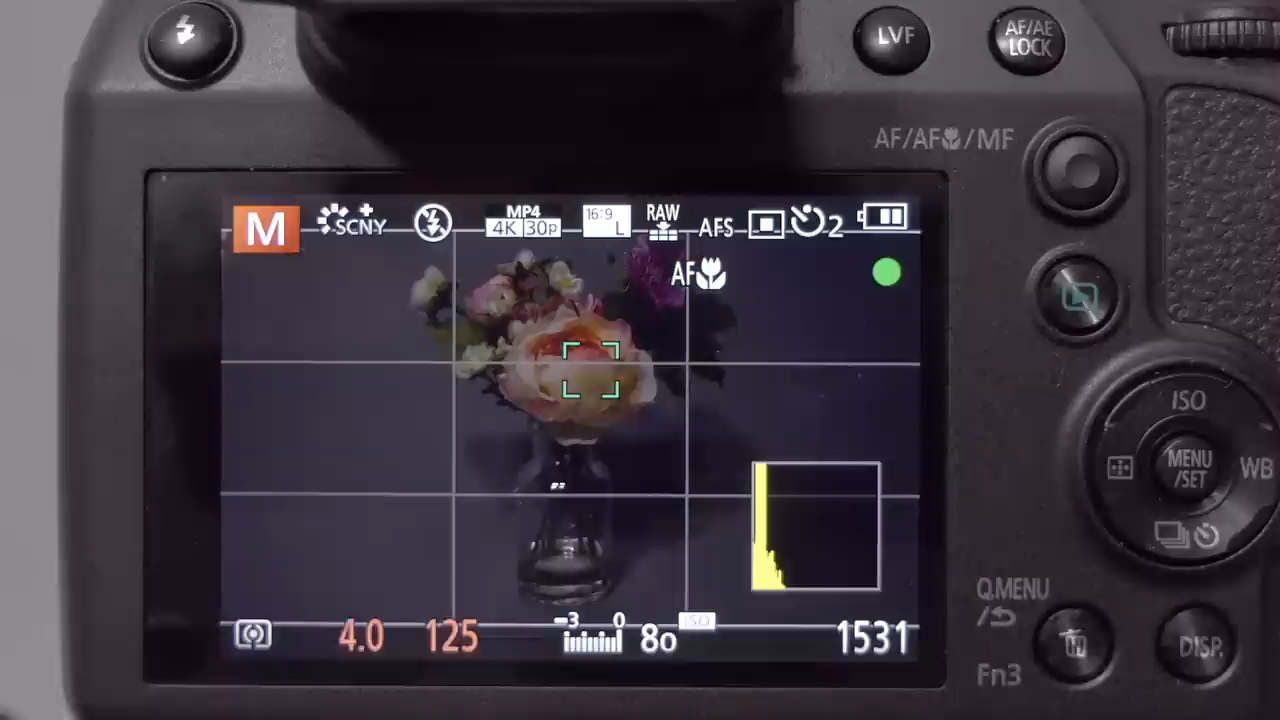 LVF
AF/AE
LOCK
AF/AF/MF
M
SCNY
MP4
4K 30p
16:9
L
RAW
AFS
2
AF
ISO
MENU
/SET
WB
Q.MENU
/
Fn3
DISP.
4.0
125
-3 0
80
ISO
1531